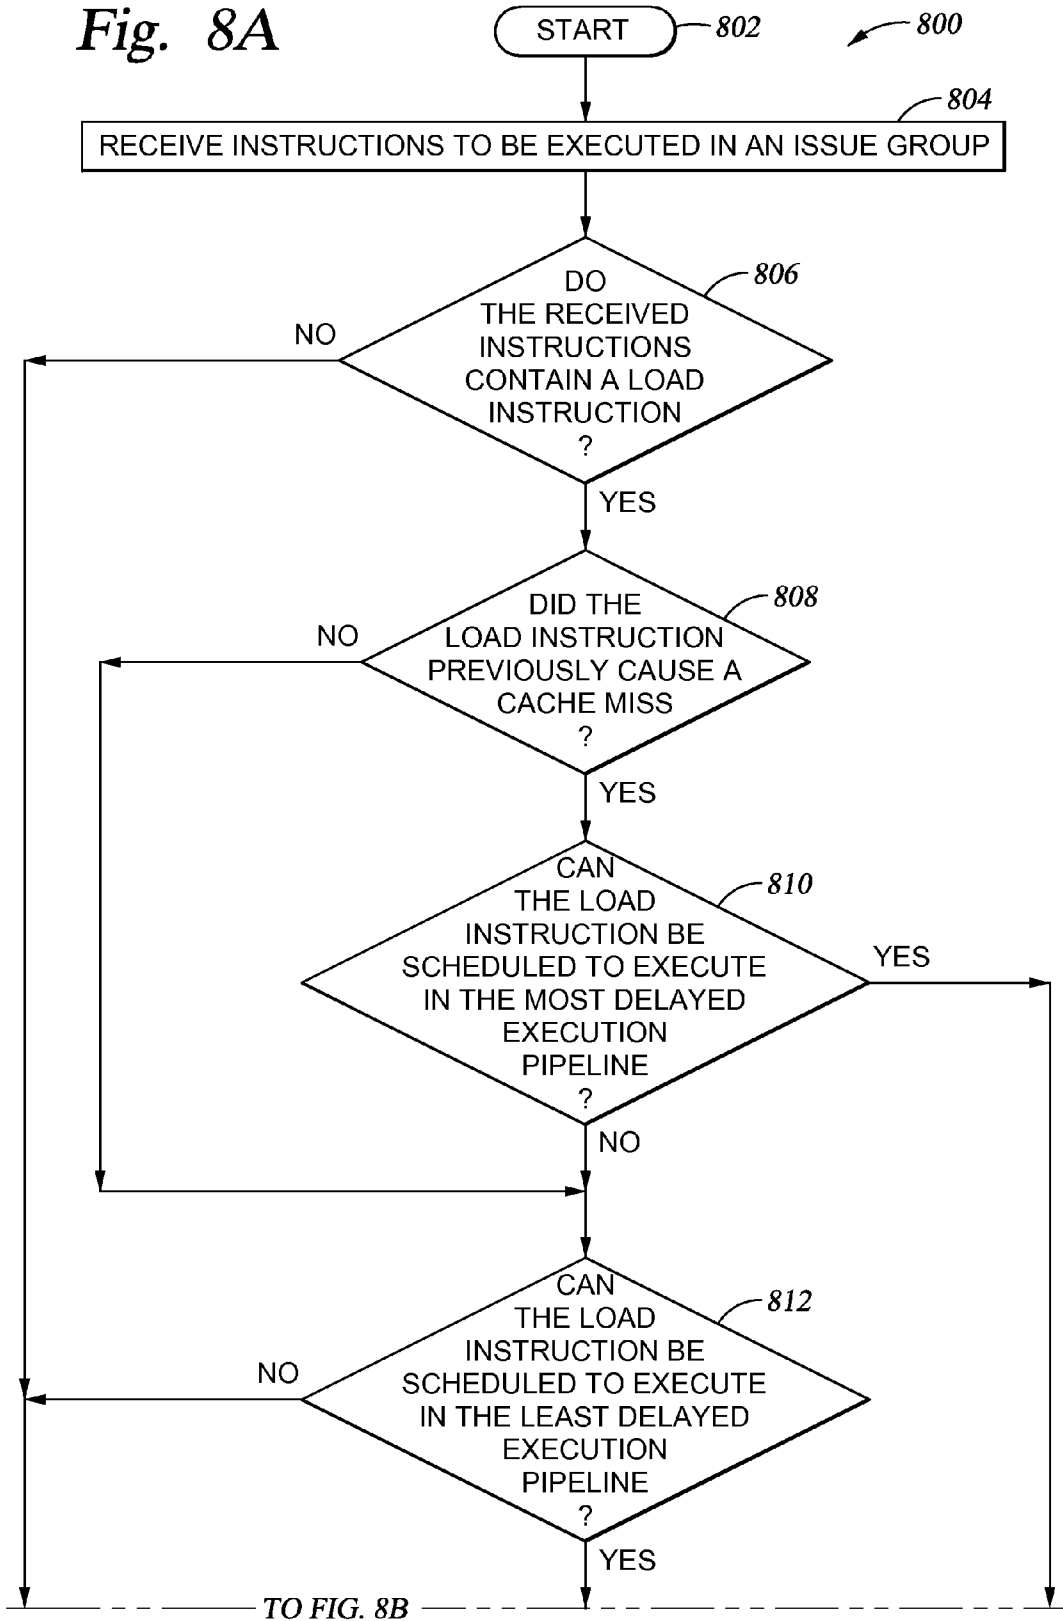 Fig. 8A
START
802
800
804
RECEIVE INSTRUCTIONS TO BE EXECUTED IN AN ISSUE GROUP
806
DO
THE RECEIVED
INSTRUCTIONS
CONTAIN A LOAD
INSTRUCTION
?
NO
YES
808
DID THE
LOAD INSTRUCTION
PREVIOUSLY CAUSE A
CACHE MISS
?
NO
YES
810
CAN
THE LOAD
INSTRUCTION BE
SCHEDULED TO EXECUTE
IN THE MOST DELAYED
EXECUTION
PIPELINE
?
YES
NO
812
CAN
THE LOAD
INSTRUCTION BE
SCHEDULED TO EXECUTE
IN THE LEAST DELAYED
EXECUTION
PIPELINE
?
NO
YES
TO FIG. 8B